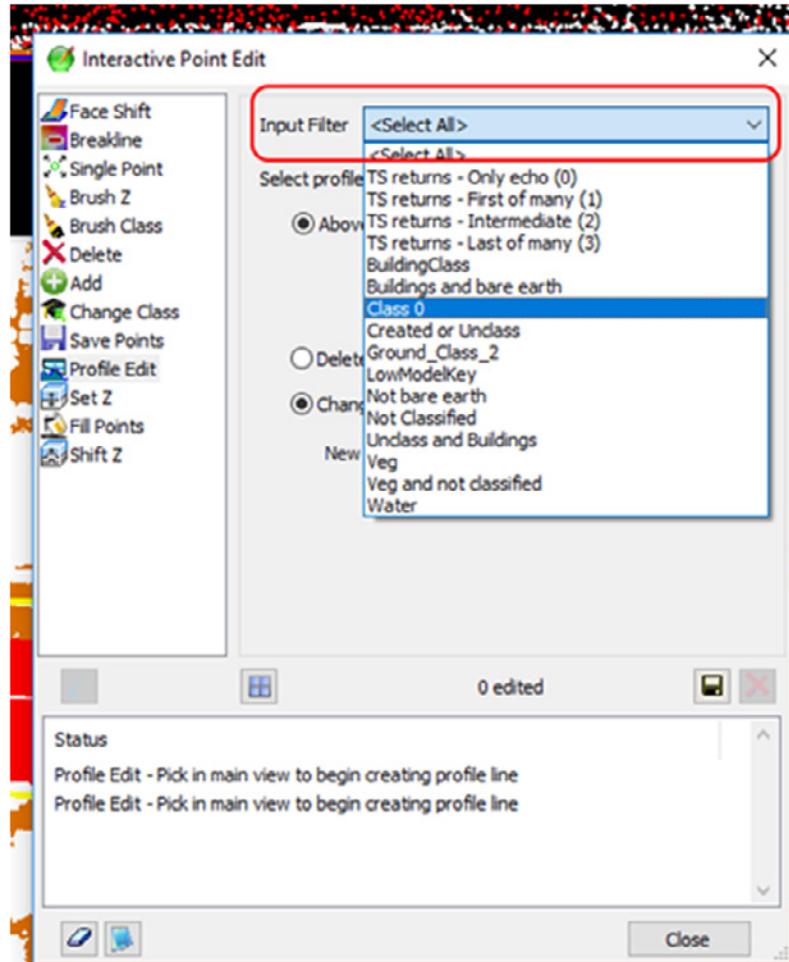 Interactive Point Edit
Face Shift
Breakline
Single Point
Brush Z
Brush Class
Delete
Add
Change Class
Save Points
Profile Edit
Set Z
Fill Points
Shift Z
Input Filter <Select All>
<Select All>
Select profile
TS returns - Only echo (0)
TS returns - First of many (1)
Above
TS returns - Intermediate (2)
TS returns - Last of many (3)
BuildingClass
Buildings and bare earth
Class 0
Created or Unclass
Delete
Ground_Class_2
LowModelKey
Chang
Not bare earth
Not Classified
New
Unclass and Buildings
Veg
Veg and not classified
Water
0 edited
Status
Profile Edit - Pick in main view to begin creating profile line
Profile Edit - Pick in main view to begin creating profile line
Close